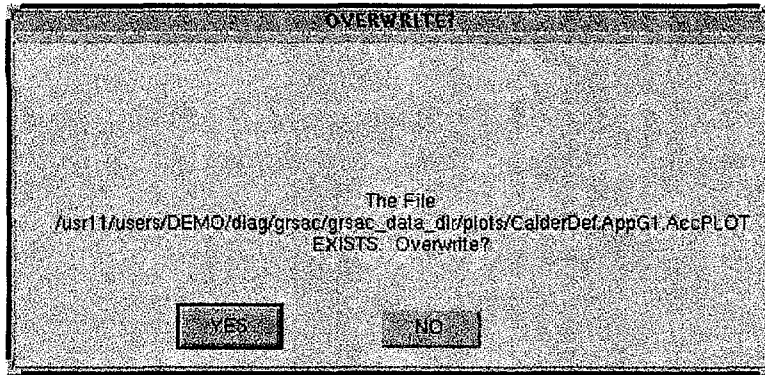 OVERWRITE?
The File
/usr11/users/DEMO/diag/grsac/grsac_data_dir/plots/CalderDef.AppG1.AccPLOT
EXISTS. Overwrite?
YES
NO